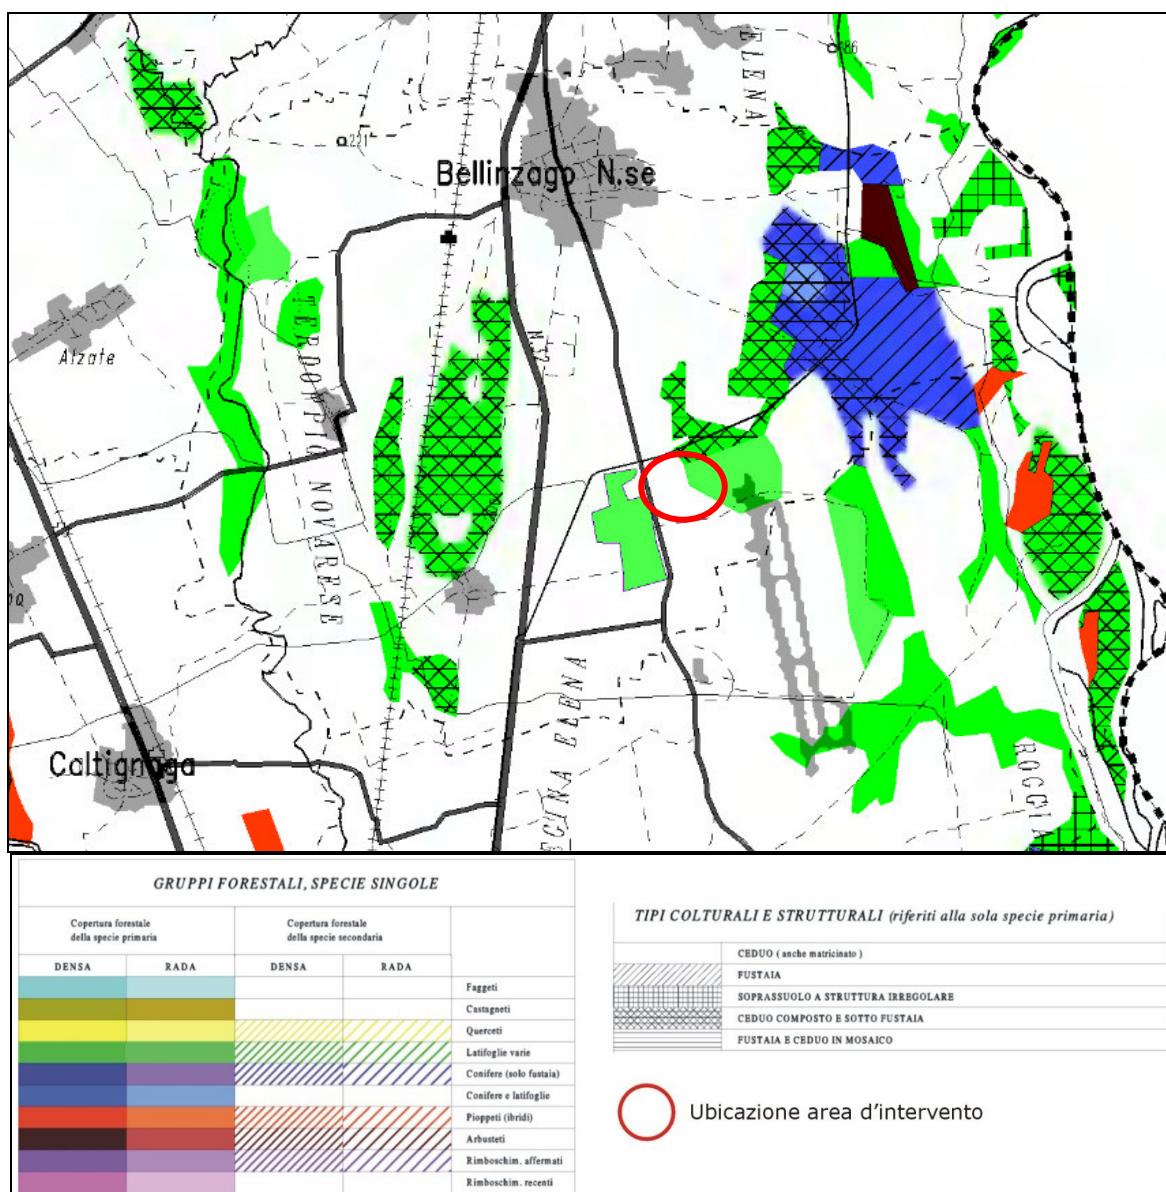 ELENA
186
221
Bellinzago N.se
Alzate
TERDOPPIO NOVARESE
Caltignaga
CINA ELENA
ROGGIA
GRUPPI FORESTALI, SPECIE SINGOLE
Copertura forestale
della specie primaria
Copertura forestale
della specie secondaria
DENSA RADA DENSA RADA
Faggeti
Castagneti
Querceti
Latifoglie varie
Conifere (solo fustaia)
Conifere e latifoglie
Pioppeti (ibridi)
Arbusteti
Rimboschim. affermati
Rimboschim. recenti
TIPI COLTURALI E STRUTTURALI (riferiti alla sola specie primaria)
CEDUO ( anche matricinato )
FUSTAIA
SOPRASSUOLO A STRUTTURA IRREGOLARE
CEDUO COMPOSTO E SOTTO FUSTAIA
FUSTAIA E CEDUO IN MOSAICO
Ubicazione area d'intervento